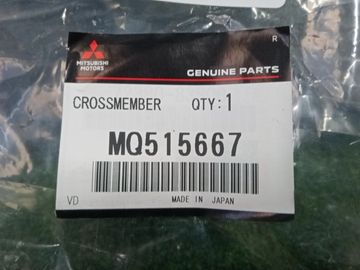 R
MITSUBISHI
MOTORS
GENUINE PARTS
CROSSMEMBER QTY:1
MQ515667
VD MADE IN JAPAN